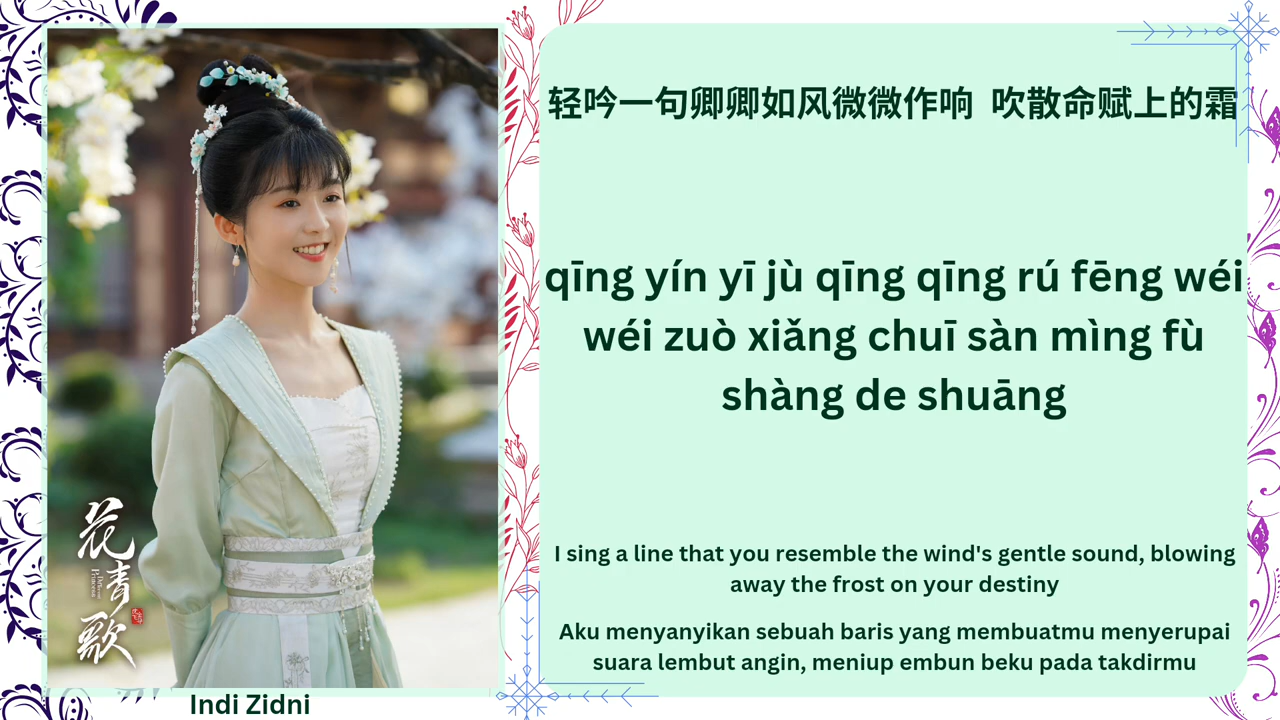 轻吟一句卿卿如风微微作响 吹散命赋上的霜
qīng yín yī jù qīng qīng rú fēng wéi
wéi zuò xiǎng chuī sàn mìng fù
shàng de shuāng
I sing a line that you resemble the wind's gentle sound, blowing
away the frost on your destiny
Aku menyanyikan sebuah baris yang membuatmu menyerupai
suara lembut angin, meniup embun beku pada takdirmu
花青歌
Indi Zidni